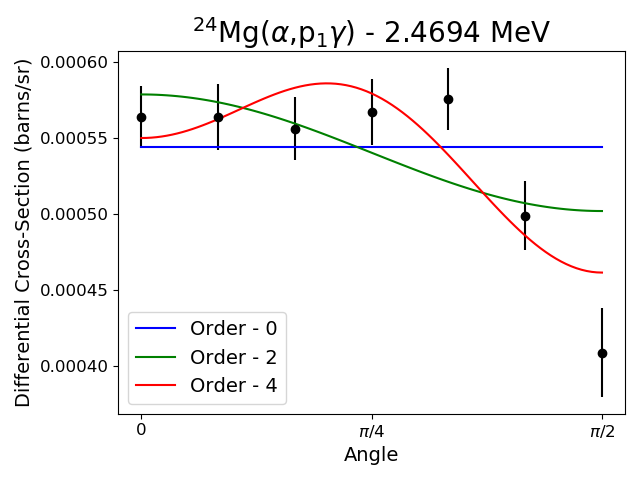 ²⁴Mg(α,p₁γ) - 2.4694 MeV
Differential Cross-Section (barns/sr)
0.00060
0.00055
0.00050
0.00045
0.00040
Order - 0
Order - 2
Order - 4
0
π/4
π/2
Angle